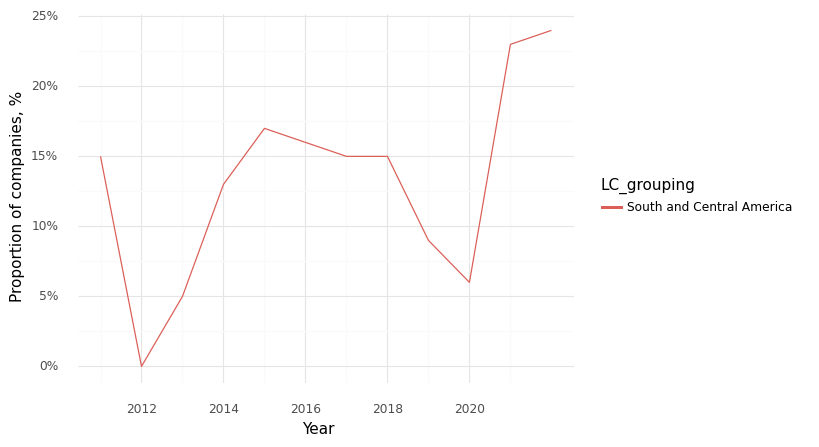 25%
20%
15%
10%
5%
0%
Proportion of companies, %
2012 2014 2016 2018 2020
Year
LC_grouping
South and Central America